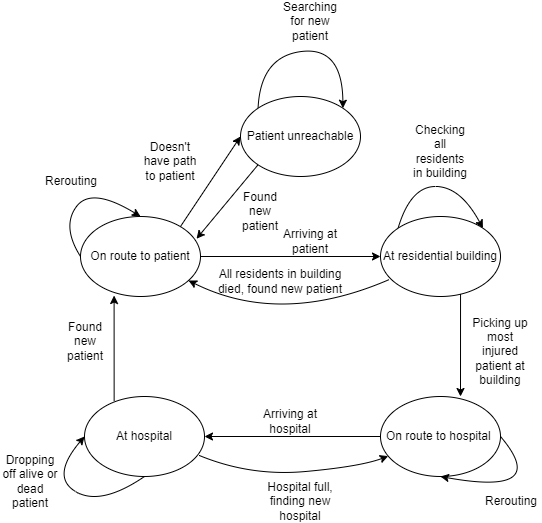 Searching
for new
patient
Patient unreachable
Checking
all
residents
in building
Doesn't
have path
to patient
Rerouting
Found
new
patient
Arriving at
patient
On route to patient
At residential building
All residents in building
died, found new patient
Found
new
patient
Picking up
most
injured
patient at
building
At hospital
Arriving at
hospital
On route to hospital
Dropping
off alive or
dead
patient
Hospital full,
finding new
hospital
Rerouting